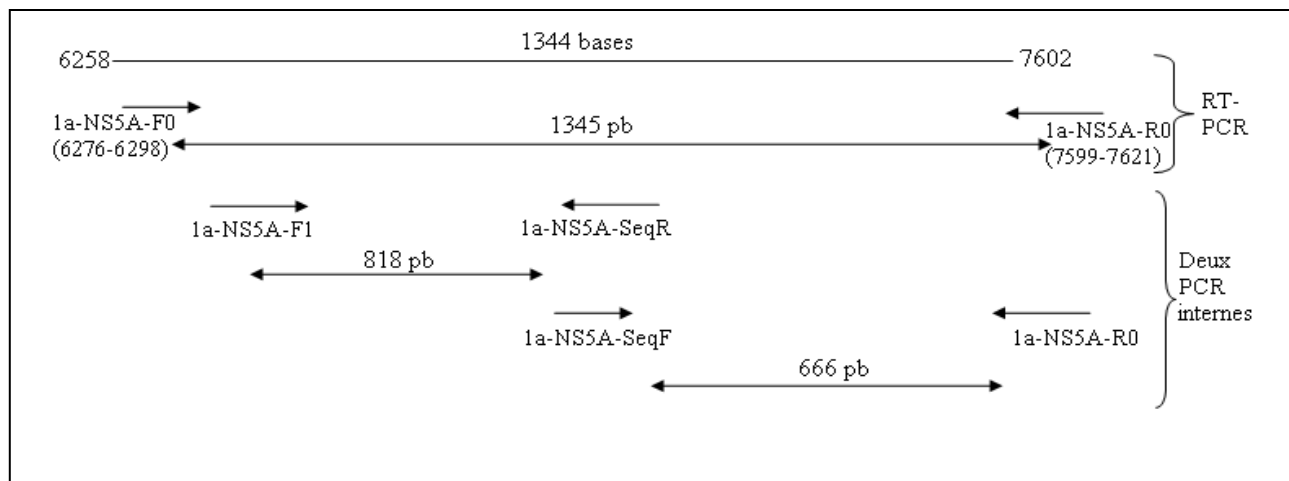 1344 bases
6258
7602
1a-NS5A-F0
(6276-6298)
1345 pb
1a-NS5A-R0
(7599-7621)
RT-
PCR
1a-NS5A-F1
1a-NS5A-SeqR
818 pb
1a-NS5A-SeqF
1a-NS5A-R0
666 pb
Deux
PCR
internes